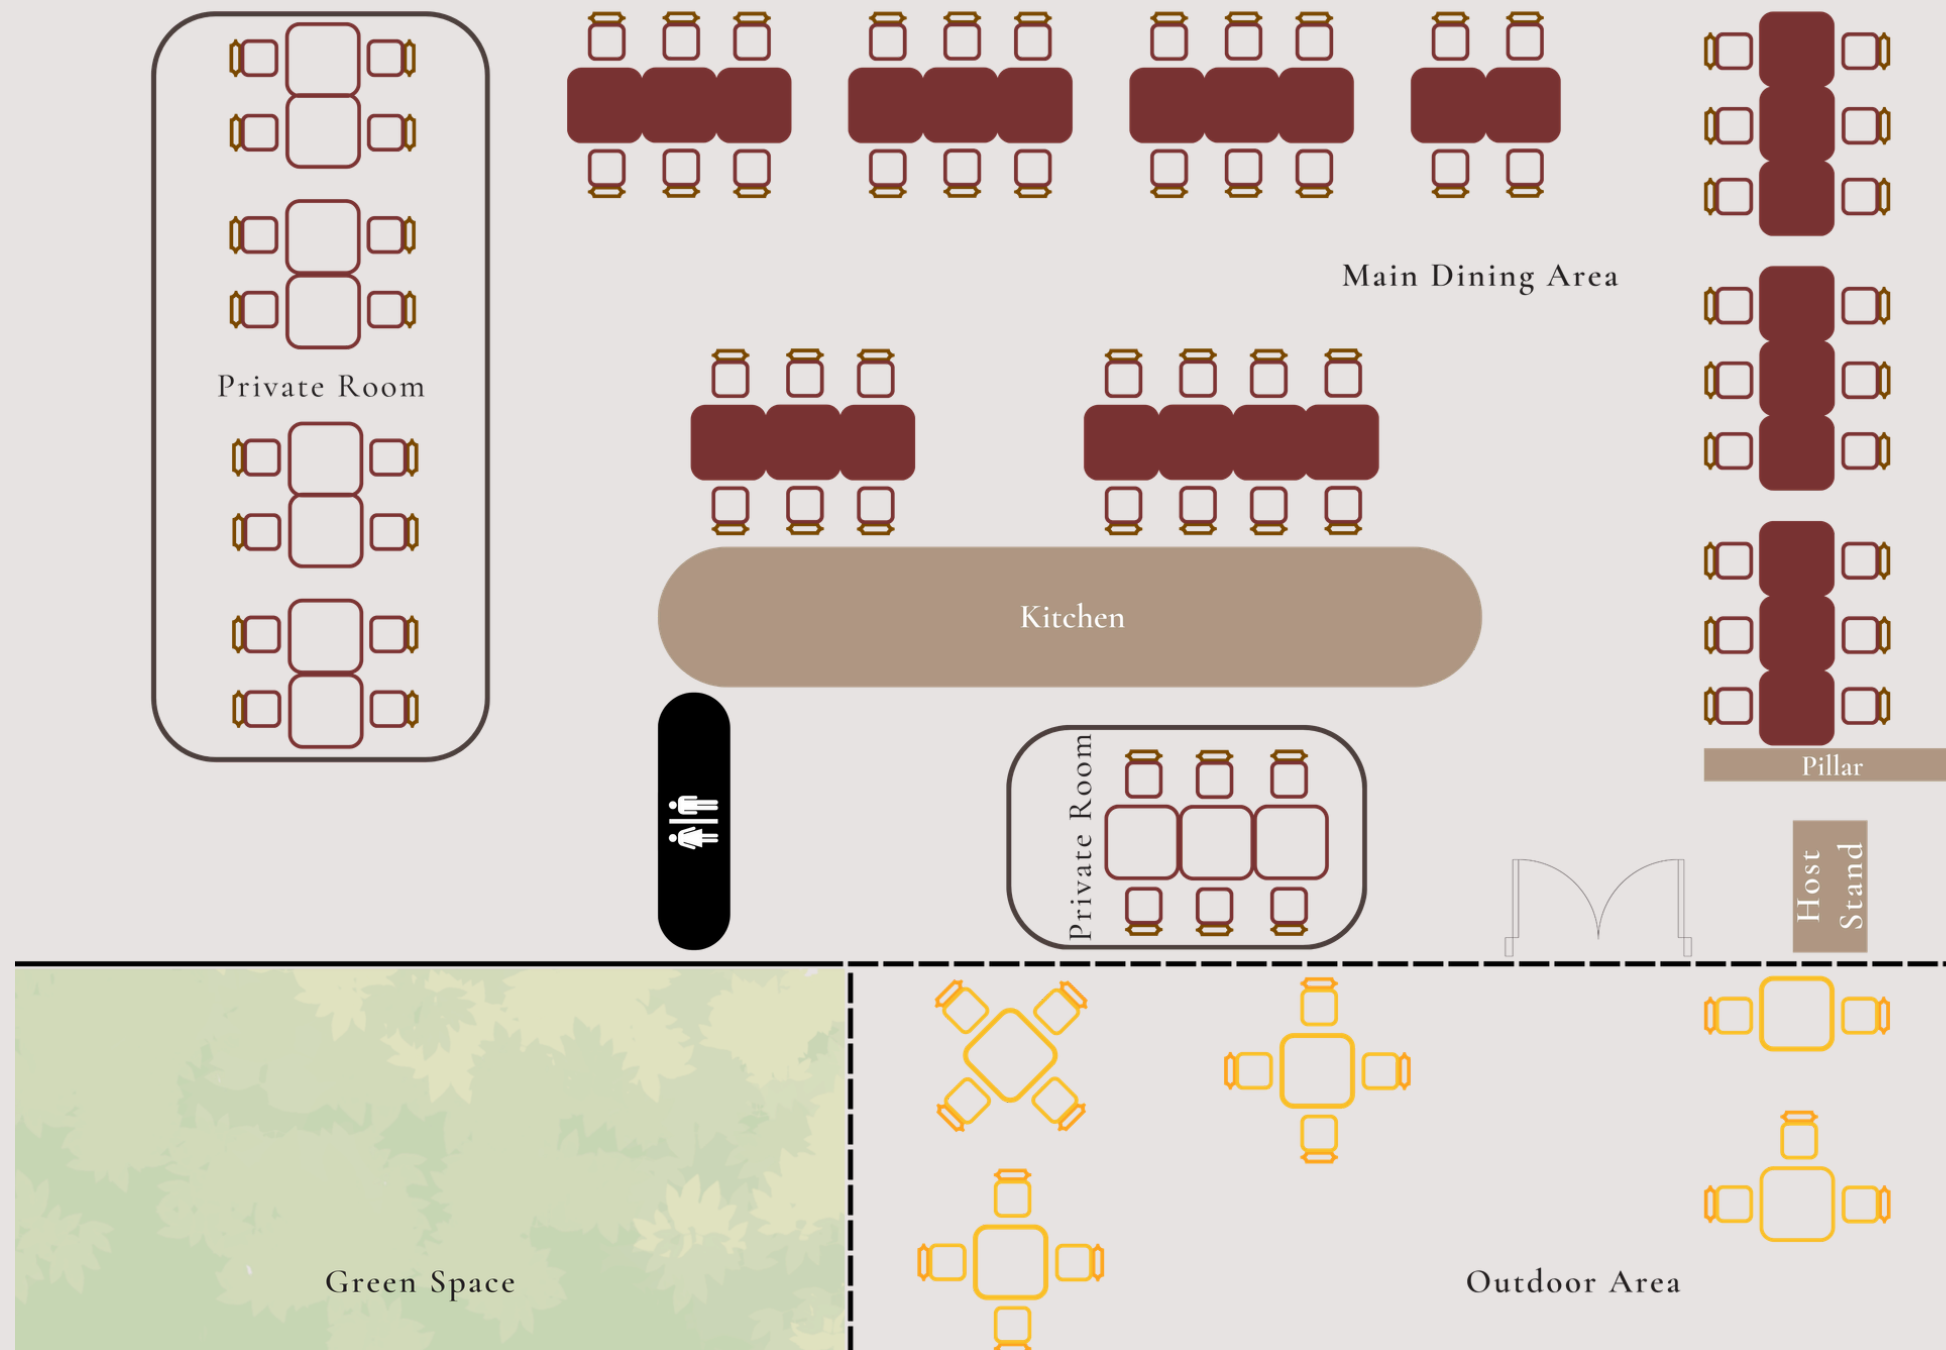 Main Dining Area
Private Room
Kitchen
Private Room
Pillar
Host
Stand
Green Space
Outdoor Area